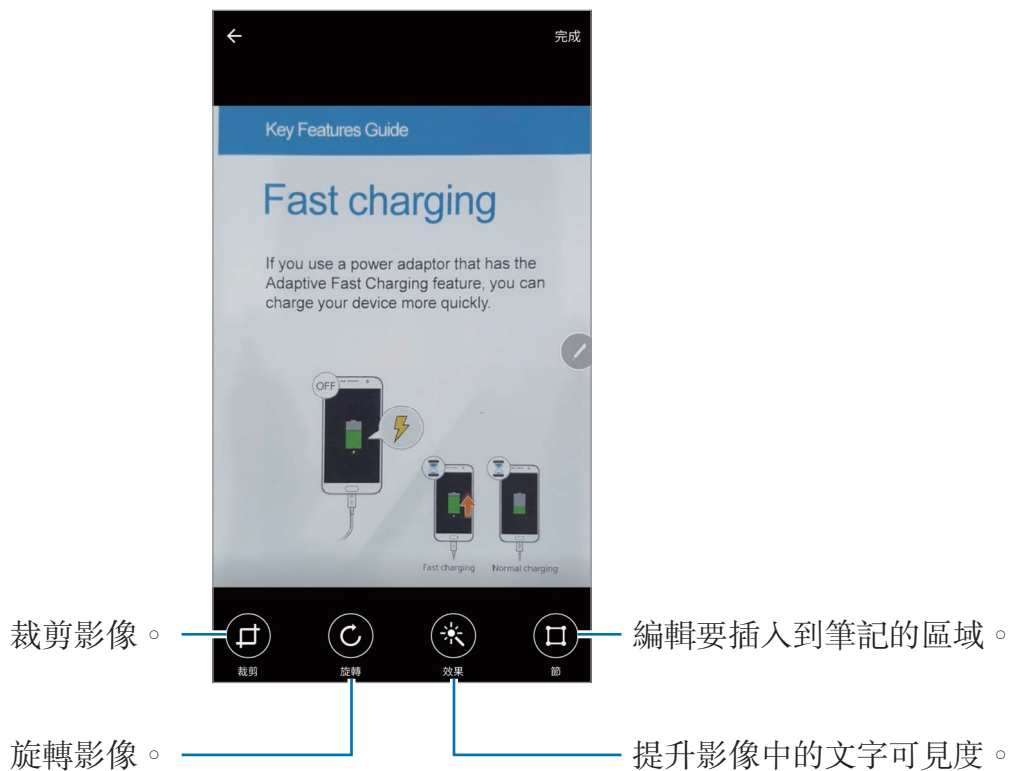 完成
Key Features Guide
Fast charging
If you use a power adaptor that has the
Adaptive Fast Charging feature, you can
charge your device more quickly.
OFF
Fast charging
Normal charging
裁剪
旋轉
效果
節
裁剪影像。
編輯要插入到筆記的區域。
旋轉影像。
提升影像中的文字可見度。